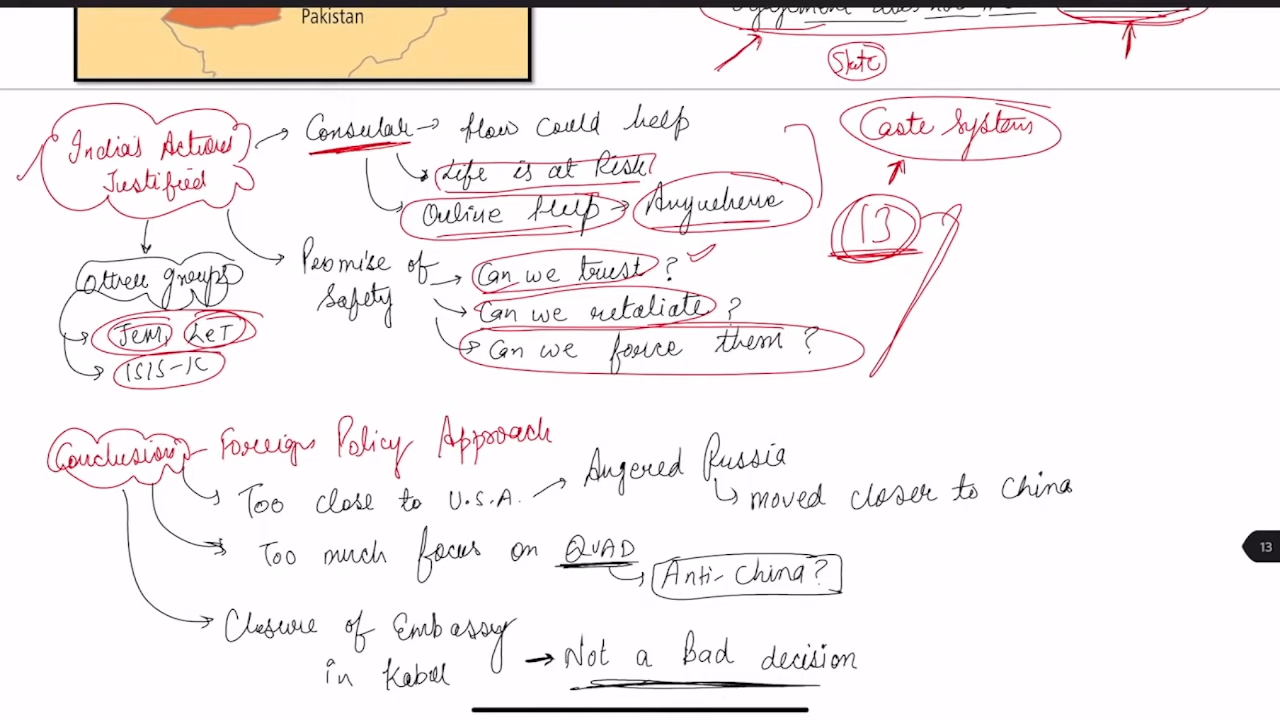 Pakistan
State
India's Actions Justified
Consular → How could help
Life is at Risk
Online help → Anywhere
Caste System
13
Other groups
JeM, LeT
ISIS-K
Promise of Safety
Can we trust ?
Can we retaliate ?
Can we force them ?
Conclusion - Foreign Policy Approach
Too close to U.S.A.
Angered Russia
moved closer to China
Too much focus on QUAD
Anti-China?
Closure of Embassy in Kabul → Not a Bad decision
13